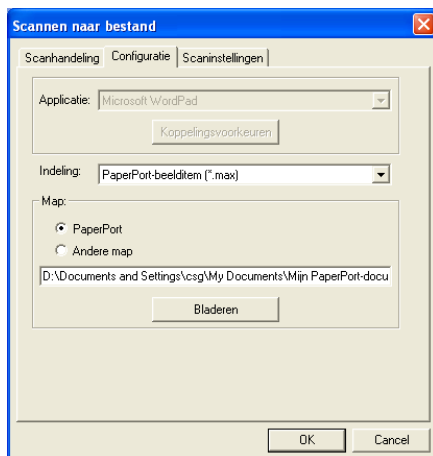 Scannen naar bestand
Scanhandeling Configuratie Scaninstellingen
Applicatie: Microsoft WordPad
Koppelingsvoorkeuren
Indeling: PaperPort-beelditem (*.max)
Map:
PaperPort
Andere map
D:\Documents and Settings\csg\My Documents\Mijn PaperPort-docu
Bladeren
OK Cancel